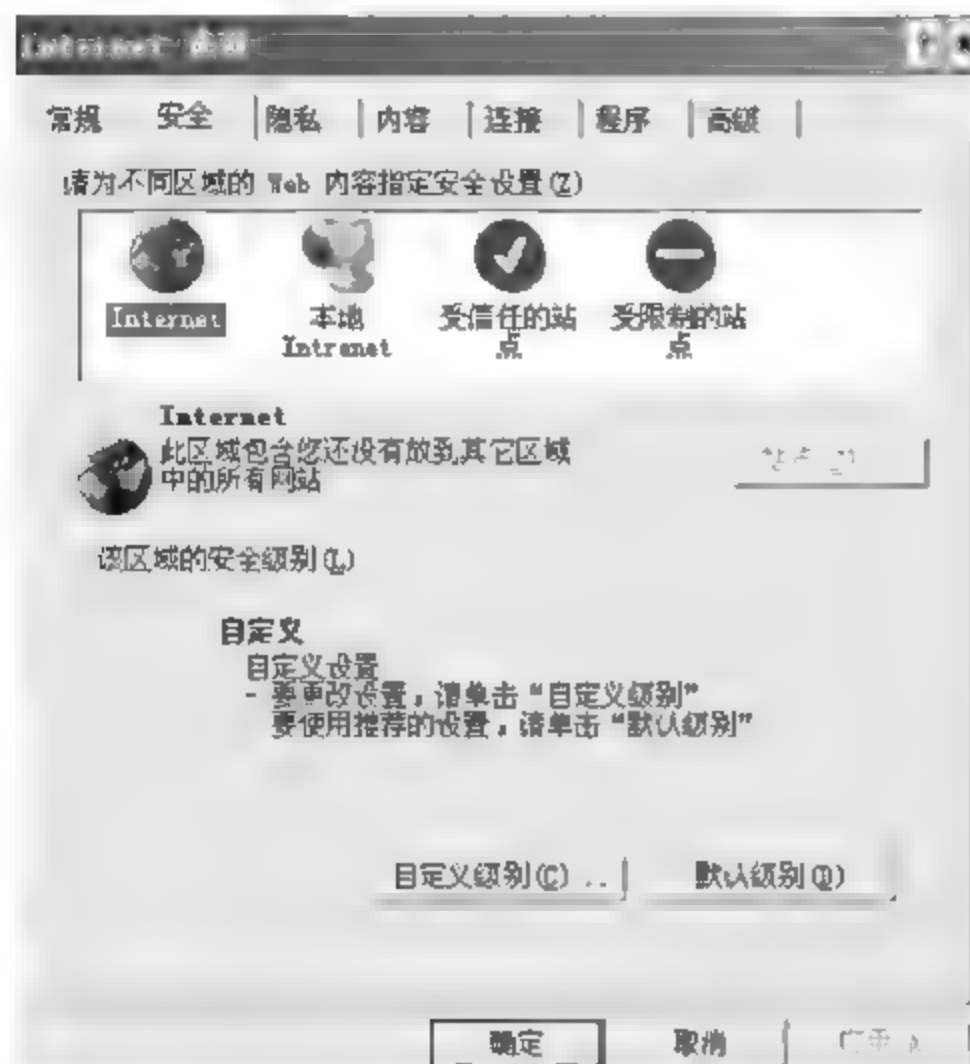 Internet
常规 安全 隐私 内容 连接 程序 高级
请为不同区域的 Web 内容指定安全设置(Z)
Internet 本地 Intranet 受信任的站点 受限制的站点
Internet
此区域包含您还没有放到其它区域
中的所有网站
该区域的安全级别(L)
自定义
自定义设置
- 要更改设置，请单击“自定义级别”
要使用推荐的设置，请单击“默认级别”
自定义级别(C)... 默认级别(D)
确定 取消